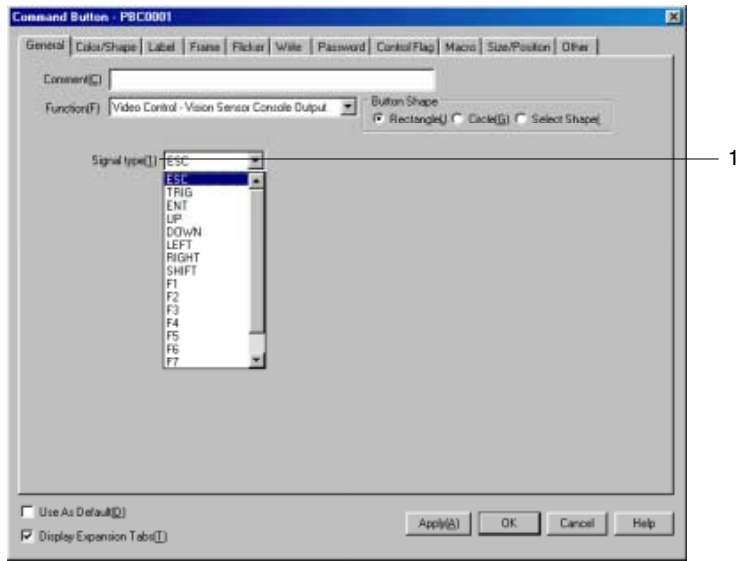 Command Button - PBC0001
General Color/Shape Label Frame Flicker Write Password Control Flag Macro Size/Position Other
Comment(C)
Function(F) Video Control - Vision Sensor Console Output
Button Shape
Rectangle( Circle(G) Select Shape(
Signal type(1) ESC
1
ESC
TRIG
ENT
UP
DOWN
LEFT
RIGHT
SHIFT
F1
F2
F3
F4
F5
F6
F7
Use As Default(D)
Display Expansion Tabs(T)
Apply(A) OK Cancel Help